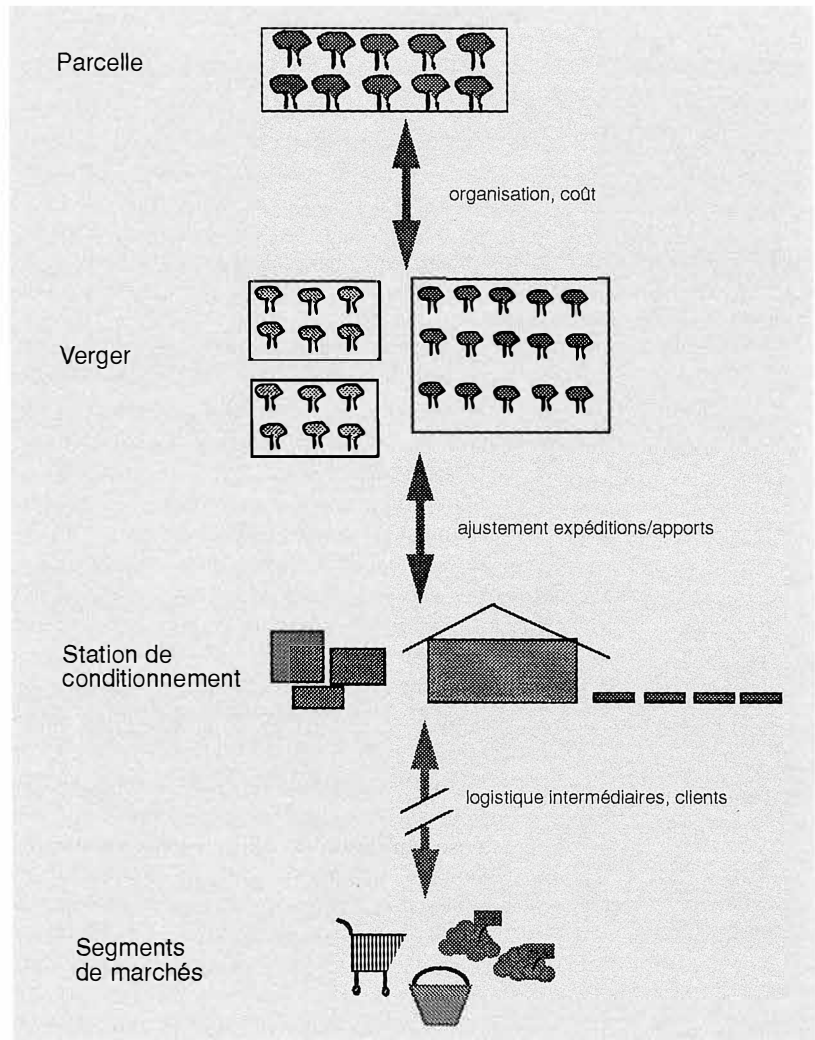 Parcelle
organisation, coût
Verger
ajustement expéditions/apports
Station de
conditionnement
logistique intermédiaires, clients
Segments
de marchés